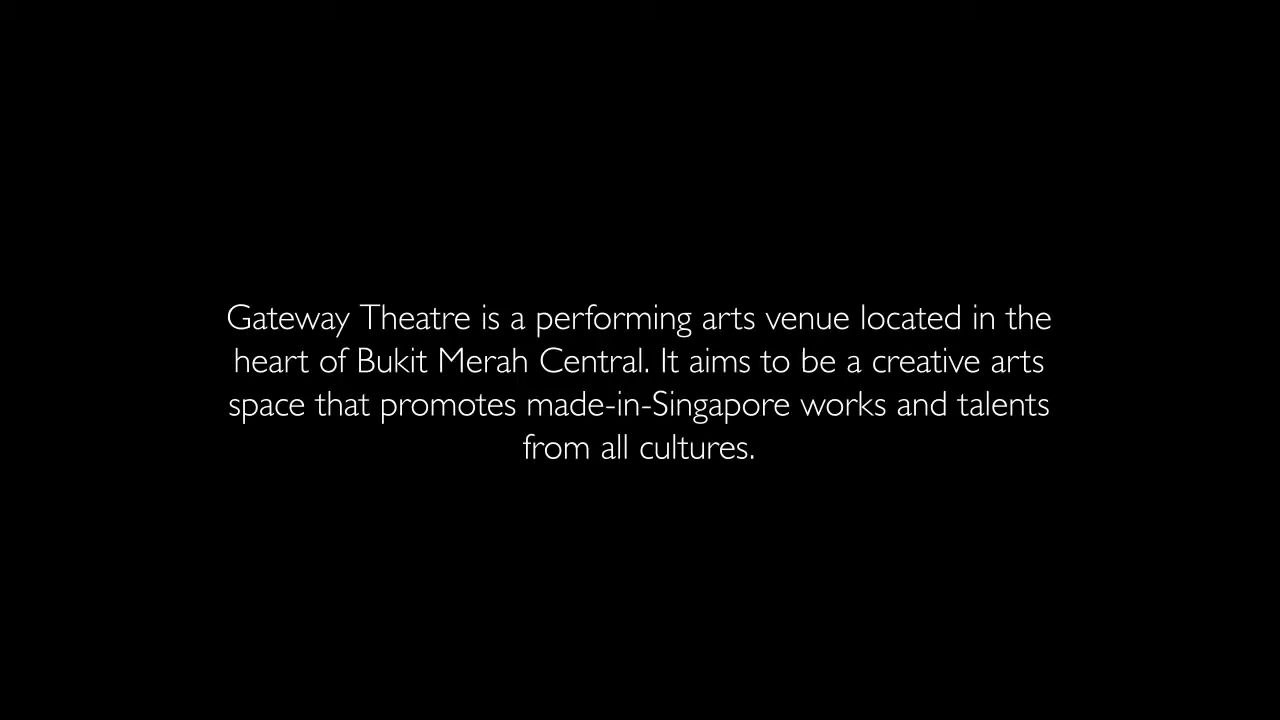 Gateway Theatre is a performing arts venue located in the
heart of Bukit Merah Central. It aims to be a creative arts
space that promotes made-in-Singapore works and talents
from all cultures.